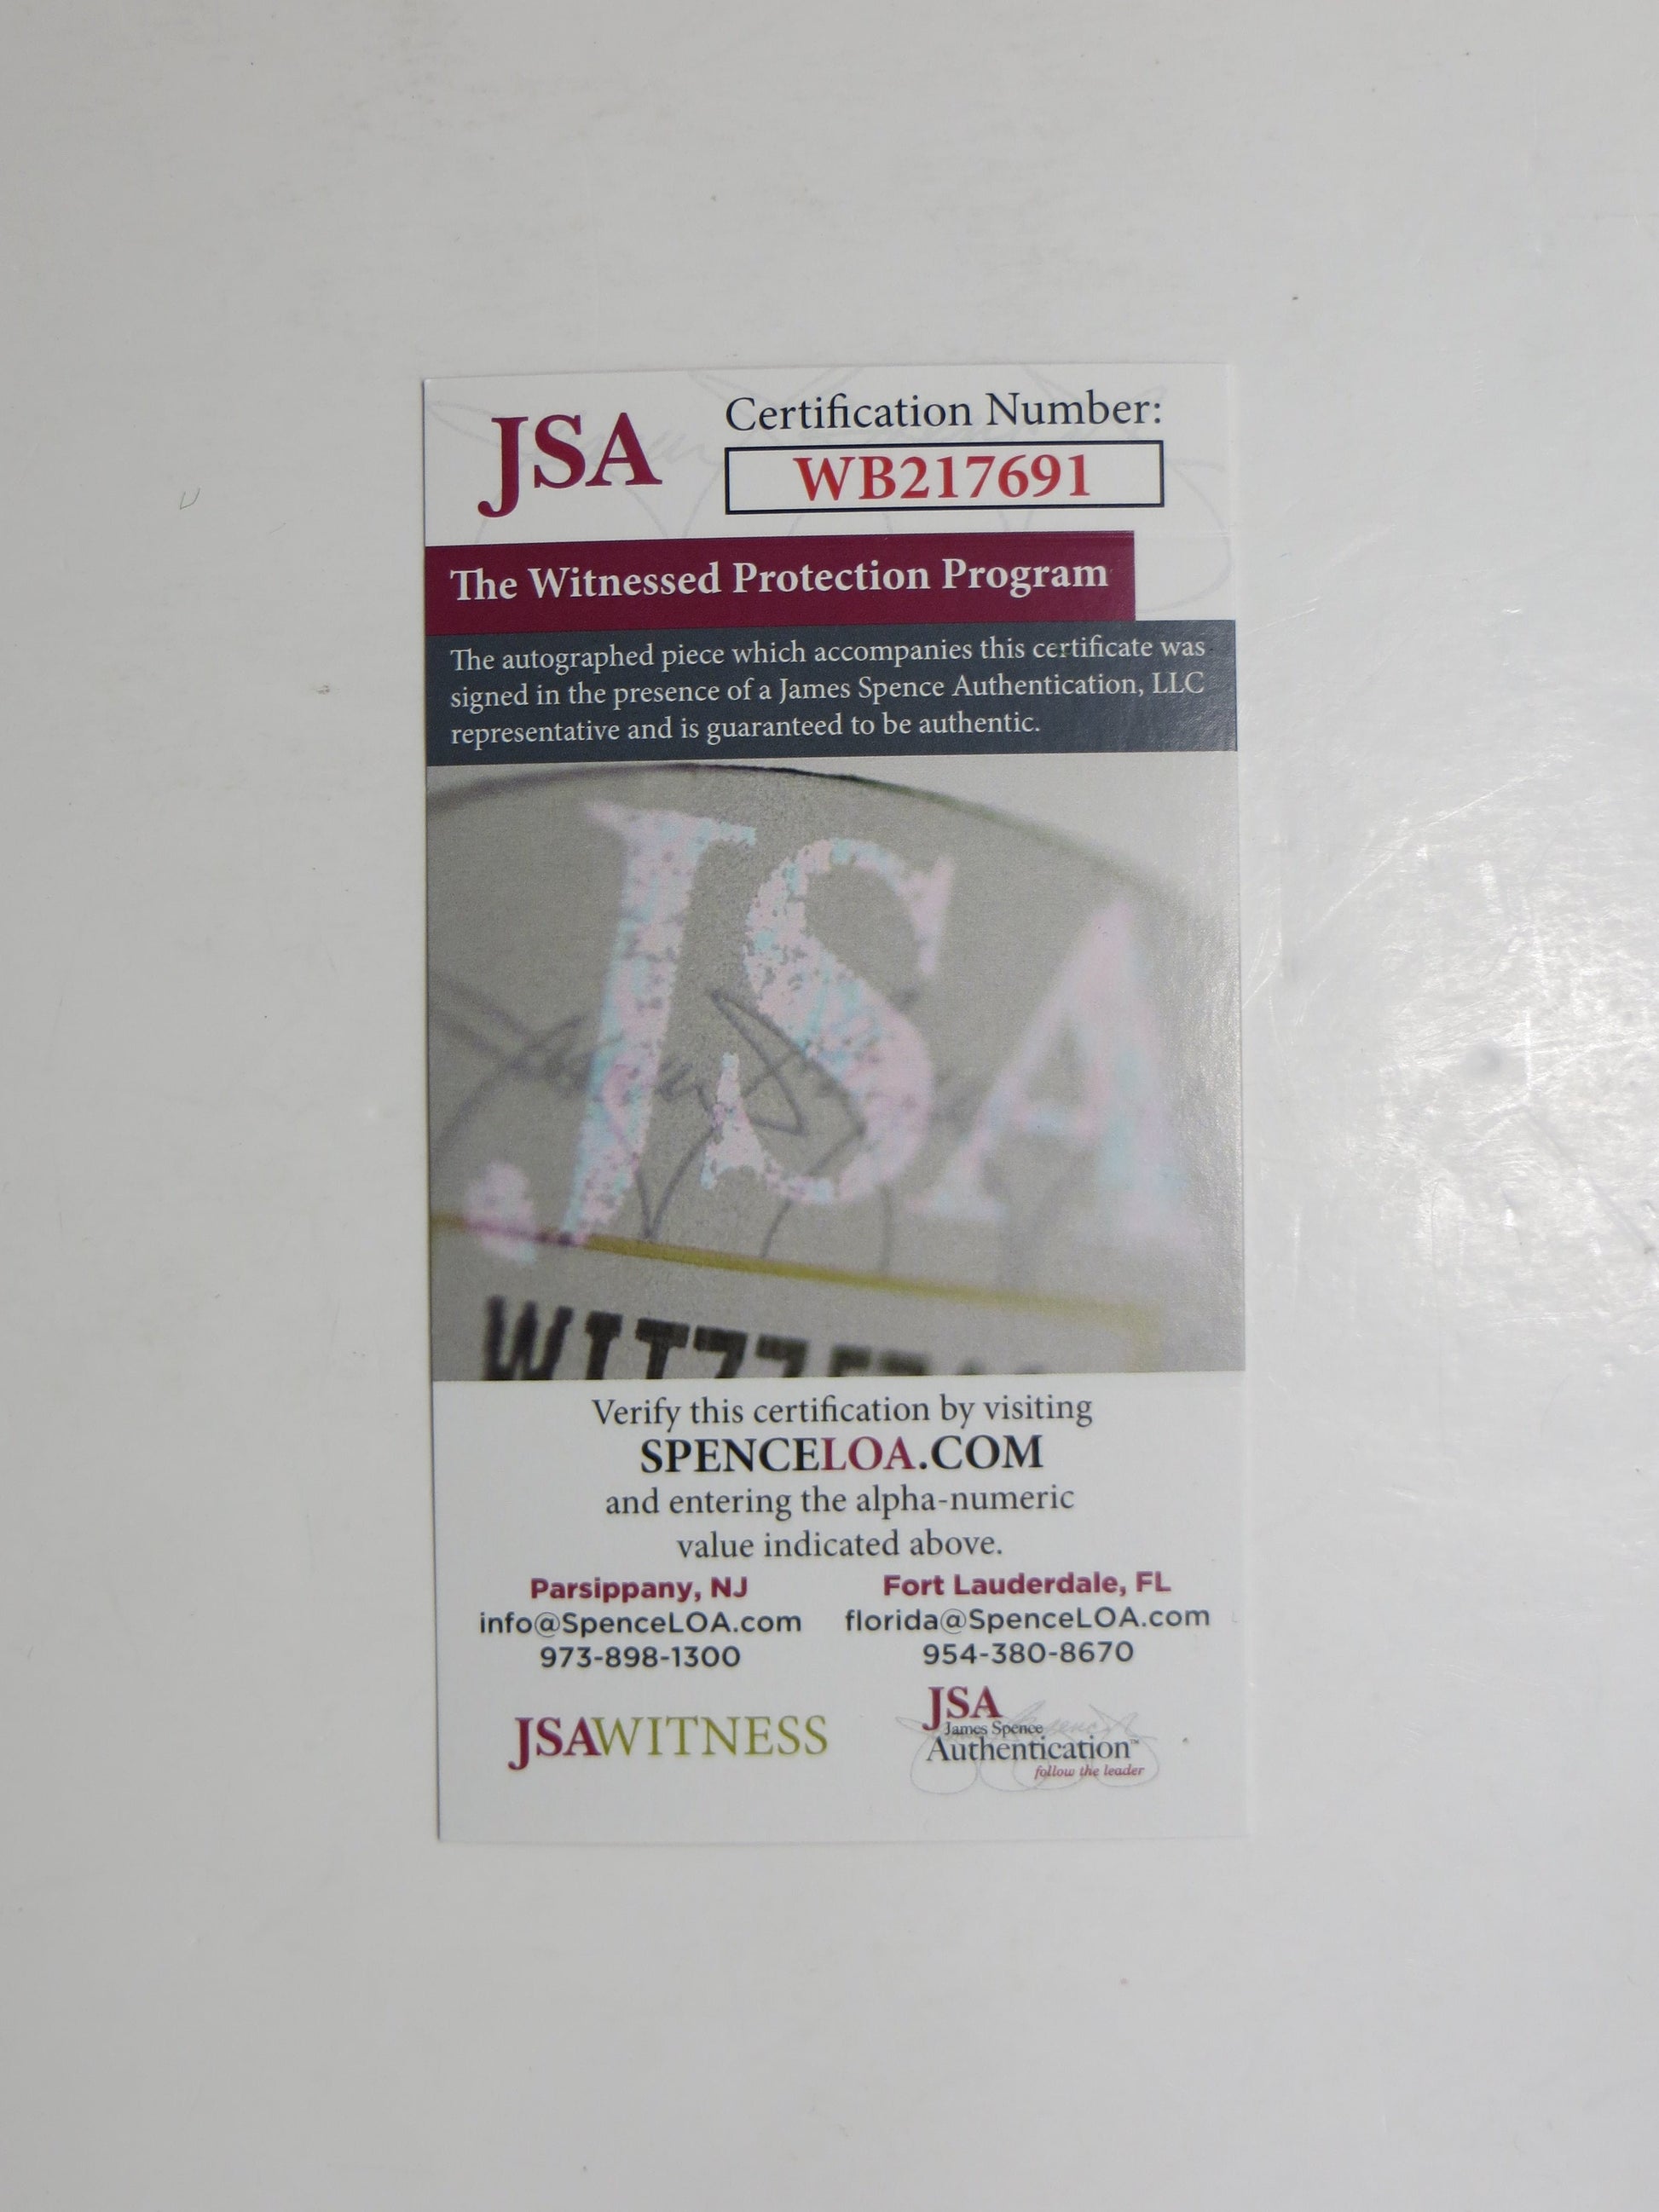 JSA
Certification Number:
WB217691
The Witnessed Protection Program
The autographed piece which accompanies this certificate was
signed in the presence of a James Spence Authentication, LLC
representative and is guaranteed to be authentic.
JSA
Verify this certification by visiting
SPENCELOA.COM
and entering the alpha-numeric
value indicated above.
Parsippany, NJ
info@SpenceLOA.com
973-898-1300
Fort Lauderdale, FL
florida@SpenceLOA.com
954-380-8670
JSAWITNESS
JSA
James Spence
Authentication™
follow the leader